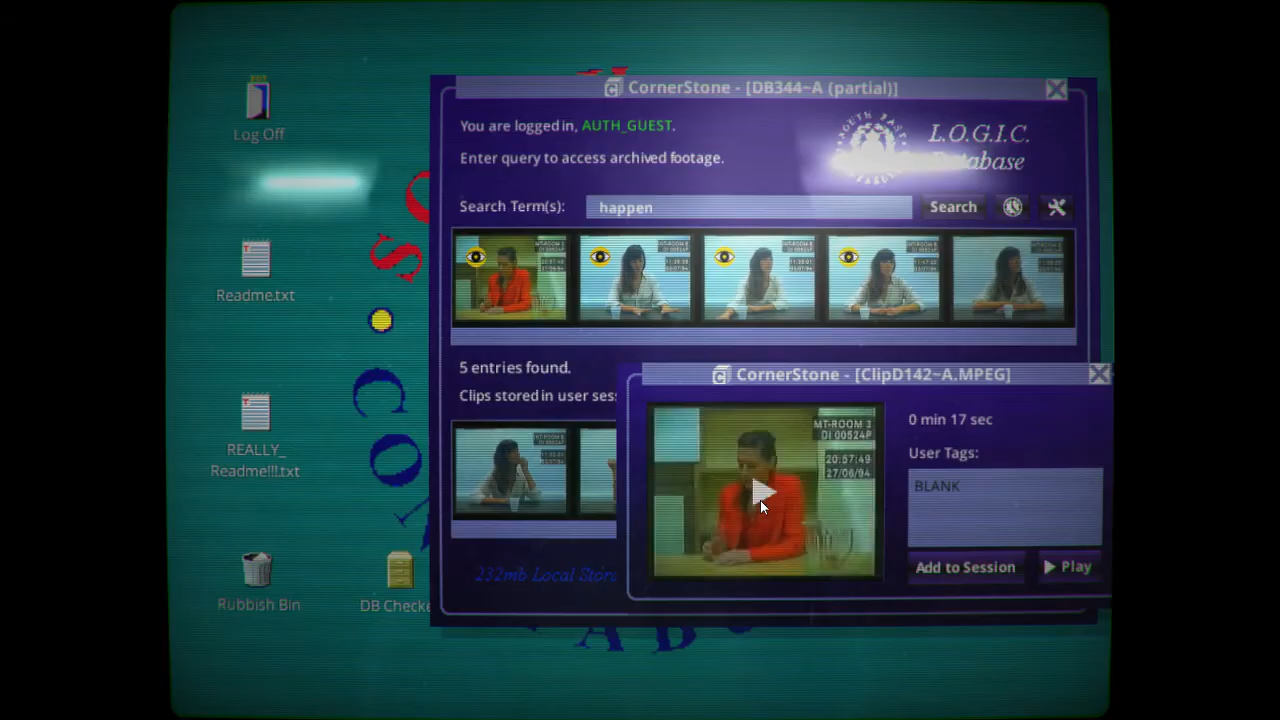 CornerStone - [DB344~A (partial)]
You are logged in, AUTH_GUEST.
Enter query to access archived footage.
L.O.G.I.C.
Database
SOUTH EAST
Search Term(s):
happen
Search
5 entries found.
Clips stored in user ses
232mb Local Stor
CornerStone - [ClipD142~A.MPEG]
MT-ROOM 3
DI 00524P
20:57:49
27/06/94
0 min 17 sec
User Tags:
BLANK
Add to Session
Play
Log Off
Readme.txt
REALLY_
Readme!!!.txt
Rubbish Bin
DB Checke